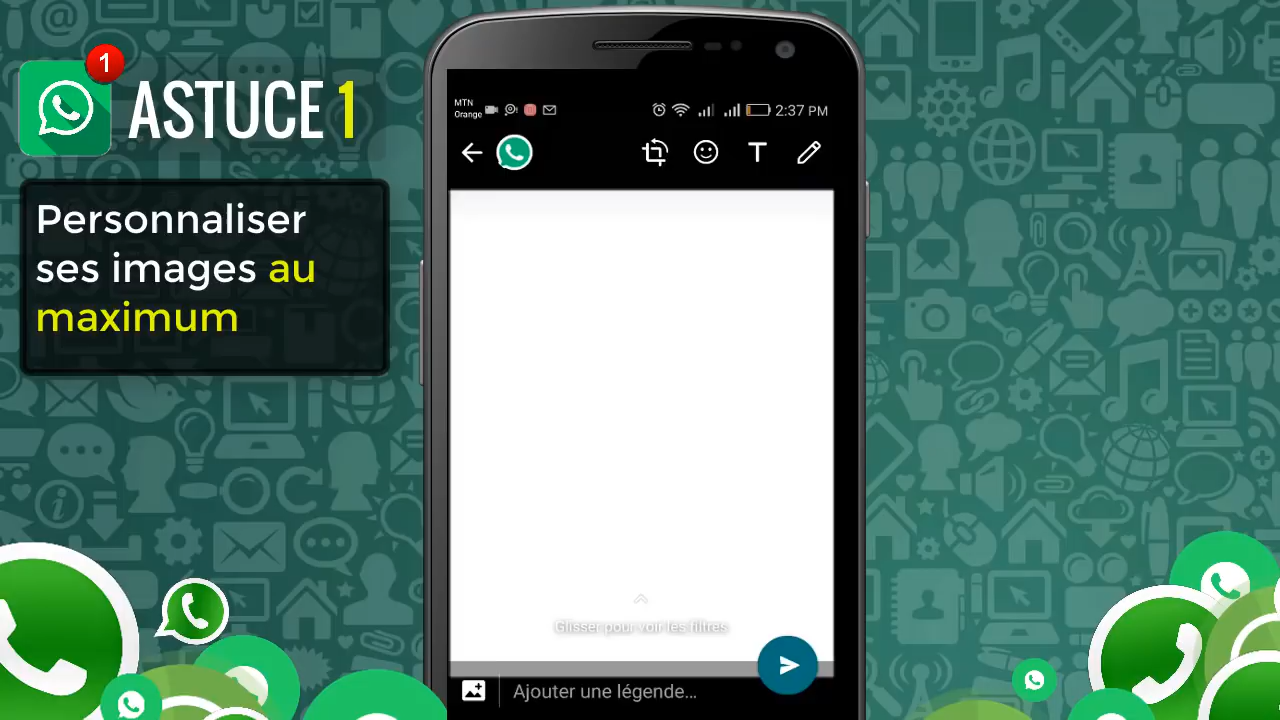 1
ASTUCE 1
Personnaliser
ses images au
maximum
MTN
Orange
2:37 PM
T
Glisser pour voir les filtres
Ajouter une légende...